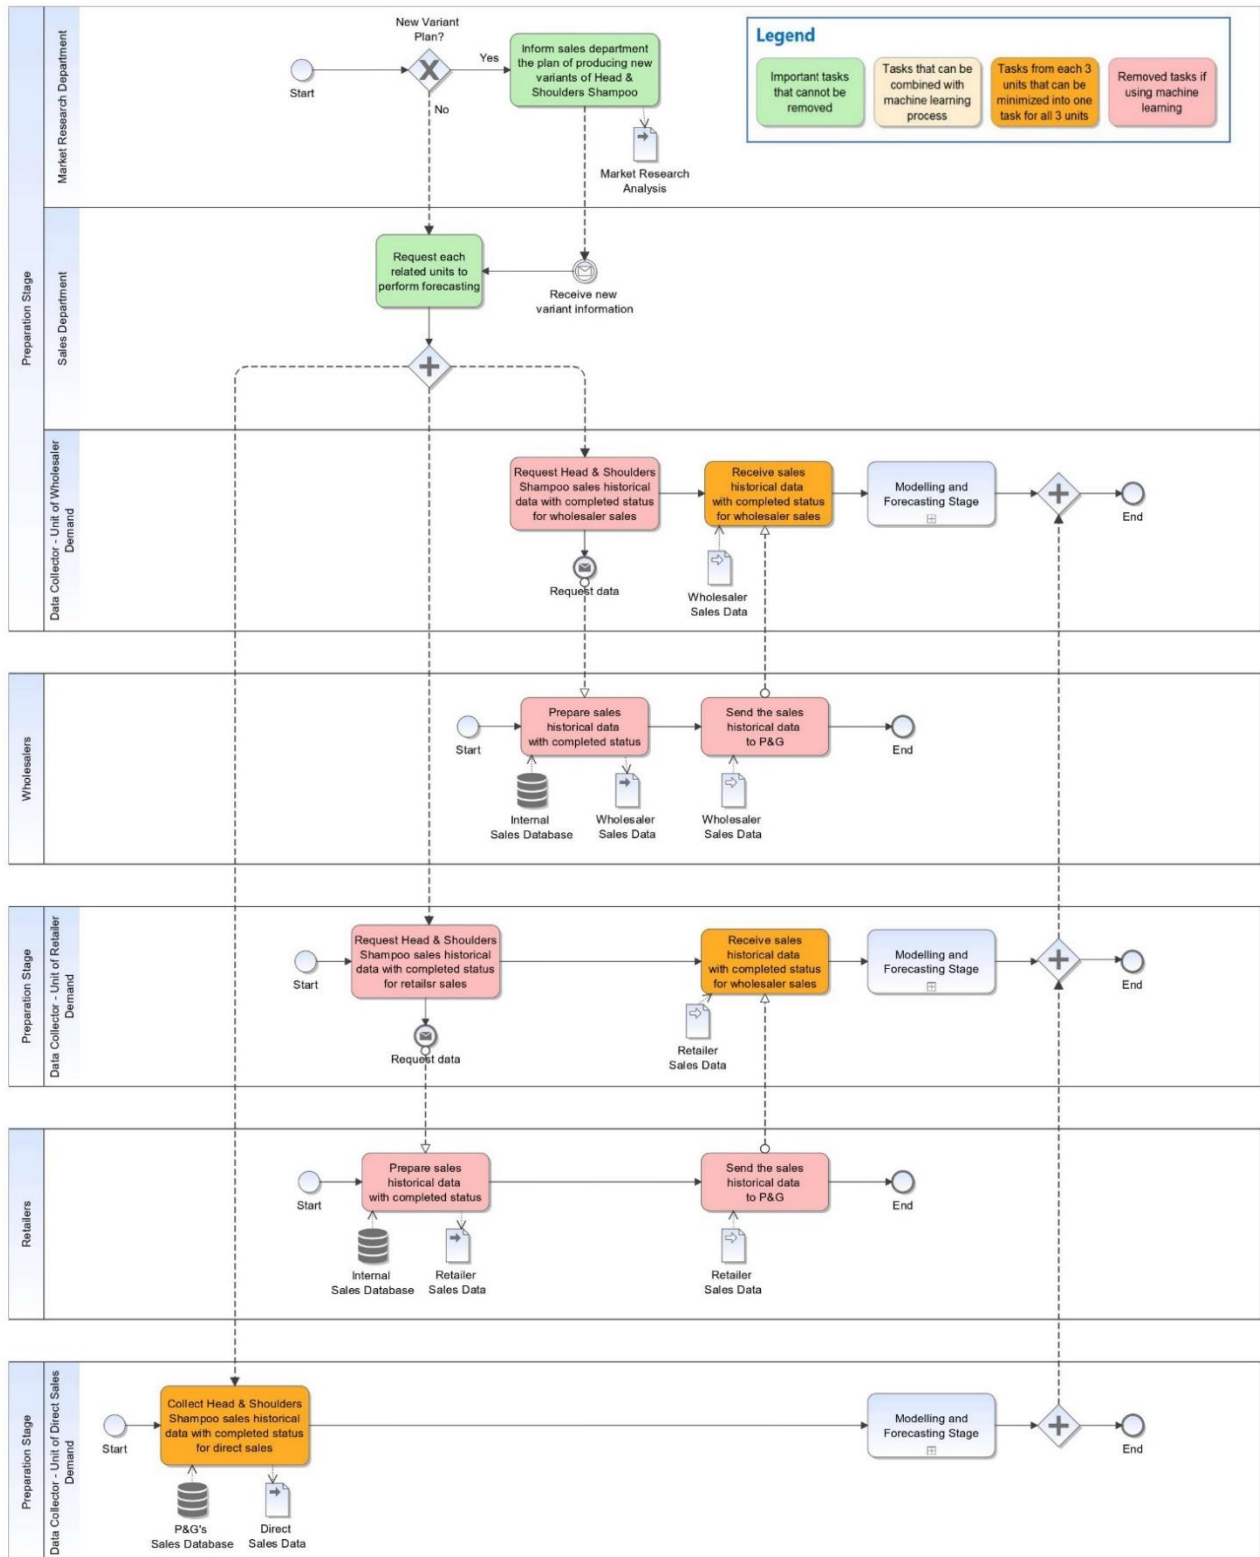 New Variant
Plan?
Yes
No
Start
Inform sales department
the plan of producing new
variants of Head &
Shoulders Shampoo
Market Research
Analysis
Legend
Important tasks
that cannot be
removed
Tasks that can be
combined with
machine learning
process
Tasks from each 3
units that can be
minimized into one
task for all 3 units
Removed tasks if
using machine
learning
Preparation Stage
Market Research Department
Sales Department
Request each
related units to
perform forecasting
Receive new
variant information
Data Collector - Unit of Wholesaler
Demand
Request Head & Shoulders
Shampoo sales historical
data with completed status
for wholesaler sales
Request data
Receive sales
historical data
with completed status
for wholesaler sales
Wholesaler
Sales Data
Modelling and
Forecasting Stage
End
Wholesalers
Start
Prepare sales
historical data
with completed status
Internal
Sales Database
Wholesaler
Sales Data
Send the sales
historical data
to P&G
Wholesaler
Sales Data
End
Preparation Stage
Data Collector - Unit of Retailer
Demand
Start
Request Head & Shoulders
Shampoo sales historical
data with completed status
for retailsr sales
Request data
Receive sales
historical data
with completed status
for wholesaler sales
Retailer
Sales Data
Modelling and
Forecasting Stage
End
Retailers
Start
Prepare sales
historical data
with completed status
Internal
Sales Database
Retailer
Sales Data
Send the sales
historical data
to P&G
Retailer
Sales Data
End
Preparation Stage
Data Collector - Unit of Direct Sales
Demand
Start
Collect Head & Shoulders
Shampoo sales historical
data with completed status
for direct sales
P&G's
Sales Database
Direct
Sales Data
Modelling and
Forecasting Stage
End